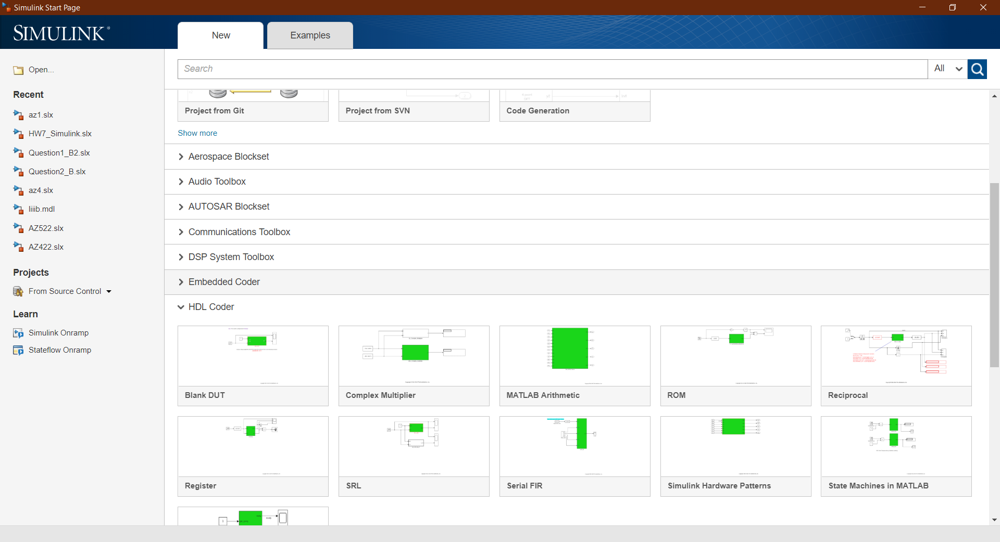 Simulink Start Page
SIMULINK®
New
Examples
Search
All
Open...
Recent
az1.slx
HW7_Simulink.slx
Question1_B2.slx
Question2_B.slx
az4.slx
liiib.mdl
AZ522.slx
AZ422.slx
Projects
From Source Control
Learn
Simulink Onramp
Stateflow Onramp
Project from Git
Project from SVN
Code Generation
Show more
Aerospace Blockset
Audio Toolbox
AUTOSAR Blockset
Communications Toolbox
DSP System Toolbox
Embedded Coder
HDL Coder
Blank DUT
Complex Multiplier
MATLAB Arithmetic
ROM
Reciprocal
Register
SRL
Serial FIR
Simulink Hardware Patterns
State Machines in MATLAB
1
ready